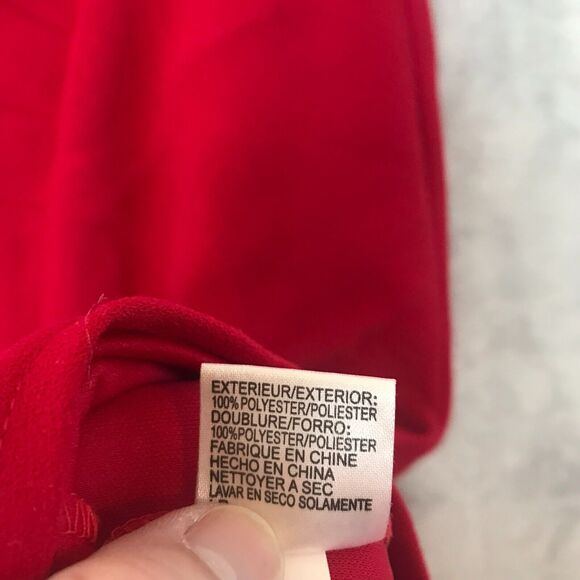 EXTERIEUR/EXTERIOR:
100% POLYESTER/POLIESTER
DOUBLURE/FORRO:
100% POLYESTER/POLIESTER
FABRIQUE EN CHINE
HECHO EN CHINA
NETTOYER A SEC
LAVAR EN SECO SOLAMENTE